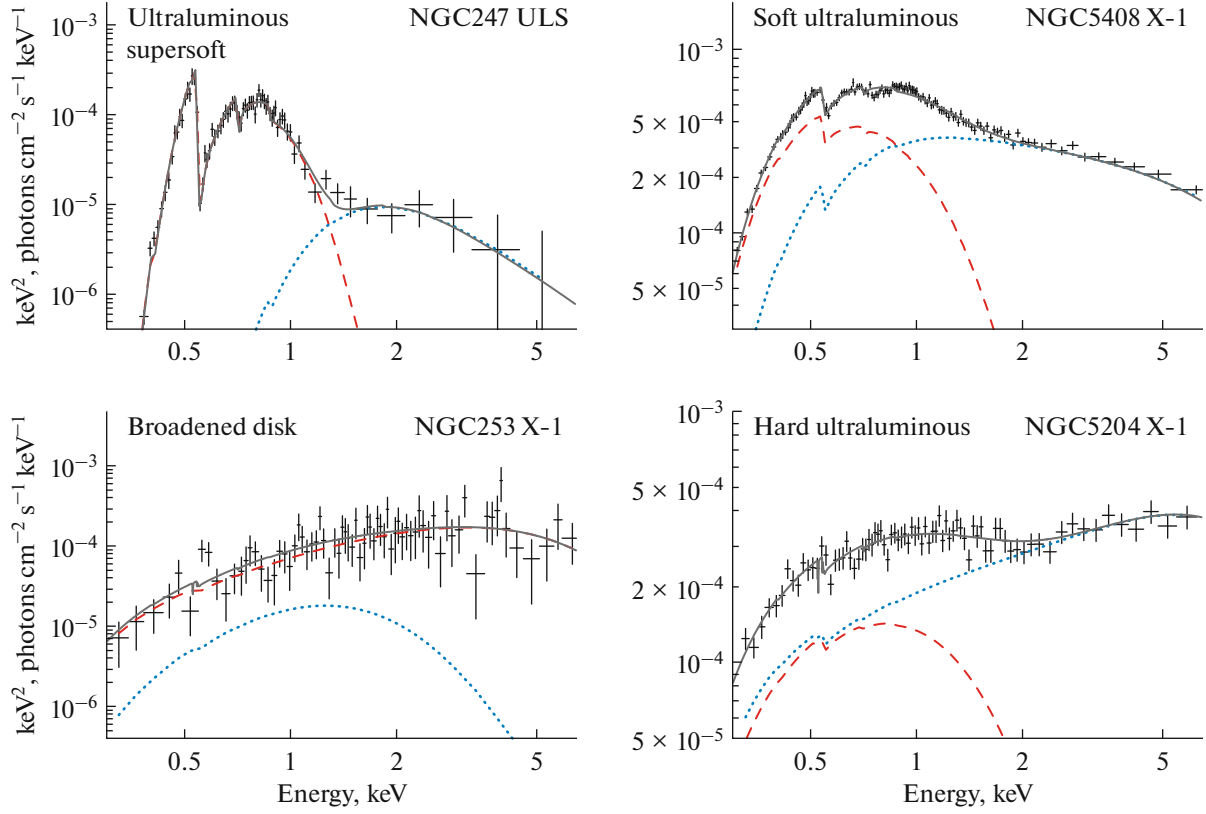 Ultraluminous supersoft
NGC247 ULS
keV², photons cm⁻² s⁻¹ keV⁻¹
10⁻³
10⁻⁴
10⁻⁵
10⁻⁶
0.5 1 2 5
Soft ultraluminous
NGC5408 X-1
10⁻³
5 × 10⁻⁴
2 × 10⁻⁴
10⁻⁴
5 × 10⁻⁵
0.5 1 2 5
Broadened disk
NGC253 X-1
keV², photons cm⁻² s⁻¹ keV⁻¹
10⁻³
10⁻⁴
10⁻⁵
10⁻⁶
0.5 1 2 5
Energy, keV
Hard ultraluminous
NGC5204 X-1
10⁻³
5 × 10⁻⁴
2 × 10⁻⁴
10⁻⁴
5 × 10⁻⁵
0.5 1 2 5
Energy, keV